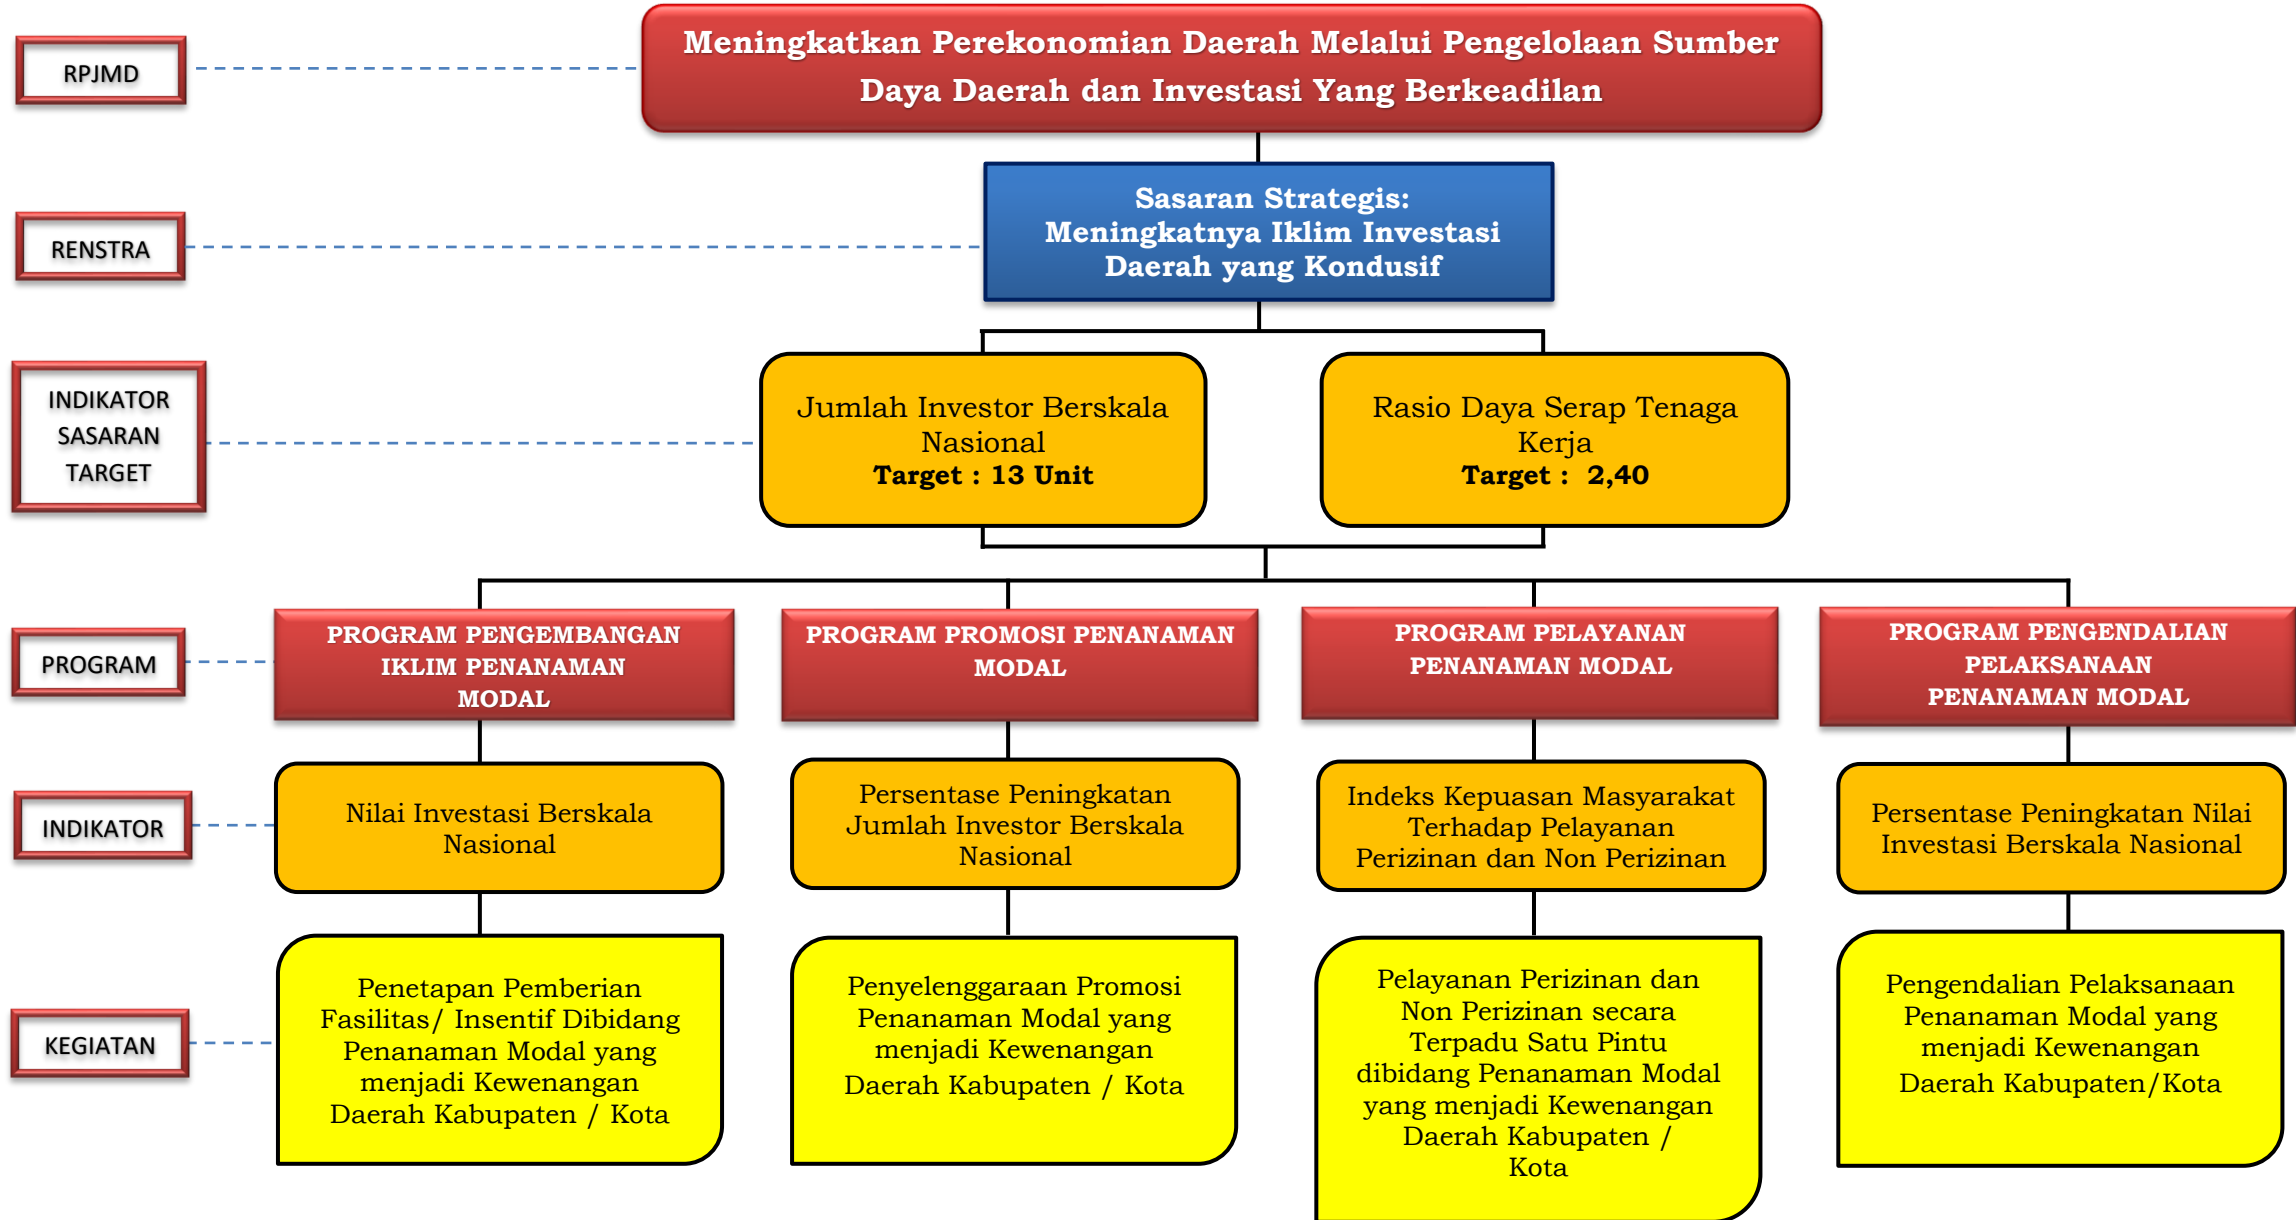 RPJMD
Meningkatkan Perekonomian Daerah Melalui Pengelolaan Sumber
Daya Daerah dan Investasi Yang Berkeadilan
RENSTRA
Sasaran Strategis:
Meningkatnya Iklim Investasi
Daerah yang Kondusif
INDIKATOR
SASARAN
TARGET
Jumlah Investor Berskala
Nasional
Target : 13 Unit
Rasio Daya Serap Tenaga
Kerja
Target : 2,40
PROGRAM
PROGRAM PENGEMBANGAN
IKLIM PENANAMAN
MODAL
PROGRAM PROMOSI PENANAMAN
MODAL
PROGRAM PELAYANAN
PENANAMAN MODAL
PROGRAM PENGENDALIAN
PELAKSANAAN
PENANAMAN MODAL
INDIKATOR
Nilai Investasi Berskala
Nasional
Persentase Peningkatan
Jumlah Investor Berskala
Nasional
Indeks Kepuasan Masyarakat
Terhadap Pelayanan
Perizinan dan Non Perizinan
Persentase Peningkatan Nilai
Investasi Berskala Nasional
KEGIATAN
Penetapan Pemberian
Fasilitas/ Insentif Dibidang
Penanaman Modal yang
menjadi Kewenangan
Daerah Kabupaten / Kota
Penyelenggaraan Promosi
Penanaman Modal yang
menjadi Kewenangan
Daerah Kabupaten / Kota
Pelayanan Perizinan dan
Non Perizinan secara
Terpadu Satu Pintu
dibidang Penanaman Modal
yang menjadi Kewenangan
Daerah Kabupaten /
Kota
Pengendalian Pelaksanaan
Penanaman Modal yang
menjadi Kewenangan
Daerah Kabupaten/Kota